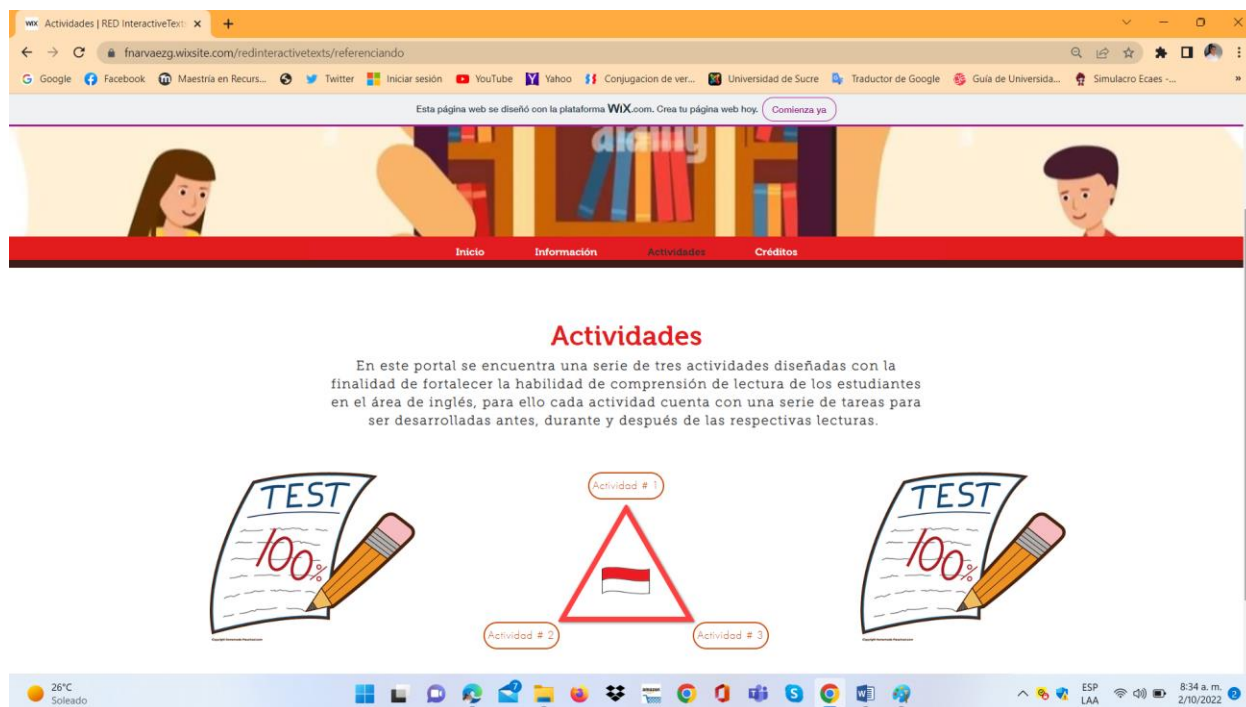 WIX Actividades | RED InteractiveText
fnarvaezg.wixsite.com/redinteractivetexts/referenciando
Google Facebook Maestría en Recurs... Twitter Iniciar sesión YouTube Yahoo Conjugacion de ver... Universidad de Sucre Traductor de Google Guía de Universida... Simulacro Ecaes -... »
Esta página web se diseñó con la plataforma WiX.com. Crea tu página web hoy. Comienza ya
Inicio Información Actividades Créditos
Actividades
En este portal se encuentra una serie de tres actividades diseñadas con la
finalidad de fortalecer la habilidad de comprensión de lectura de los estudiantes
en el área de inglés, para ello cada actividad cuenta con una serie de tareas para
ser desarrolladas antes, durante y después de las respectivas lecturas.
TEST
100%
Actividad # 1
Actividad # 2
Actividad # 3
TEST
100%
26°C
Soleado
ESP
LAA
8:34 a. m.
2/10/2022
2